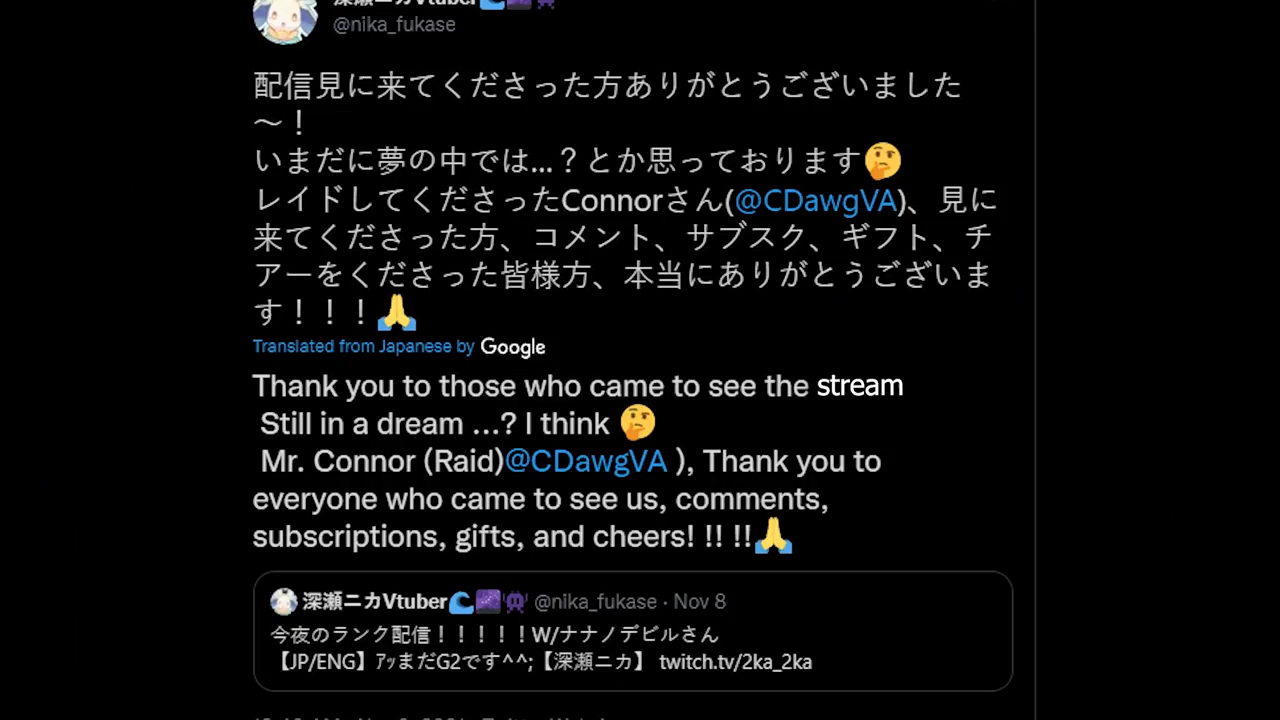 深瀬ニカVtuber🌊🌌👾
@nika_fukase
配信見に来てくださった方ありがとうございました
～！
いまだに夢の中では...？とか思っております🤔
レイドしてくださったConnorさん(@CDawgVA)、見に
来てくださった方、コメント、サブスク、ギフト、チ
アーをくださった皆様方、本当にありがとうございま
す！！！🙏
Translated from Japanese by Google
Thank you to those who came to see the stream
Still in a dream ...? I think 🤔
Mr. Connor (Raid)@CDawgVA ), Thank you to
everyone who came to see us, comments,
subscriptions, gifts, and cheers! !! !!🙏
深瀬ニカVtuber🌊🌌👾 @nika_fukase · Nov 8
今夜のランク配信！！！！！W/ナナノデビルさん
【JP/ENG】ｱｯまだG2です^^;【深瀬ニカ】 twitch.tv/2ka_2ka